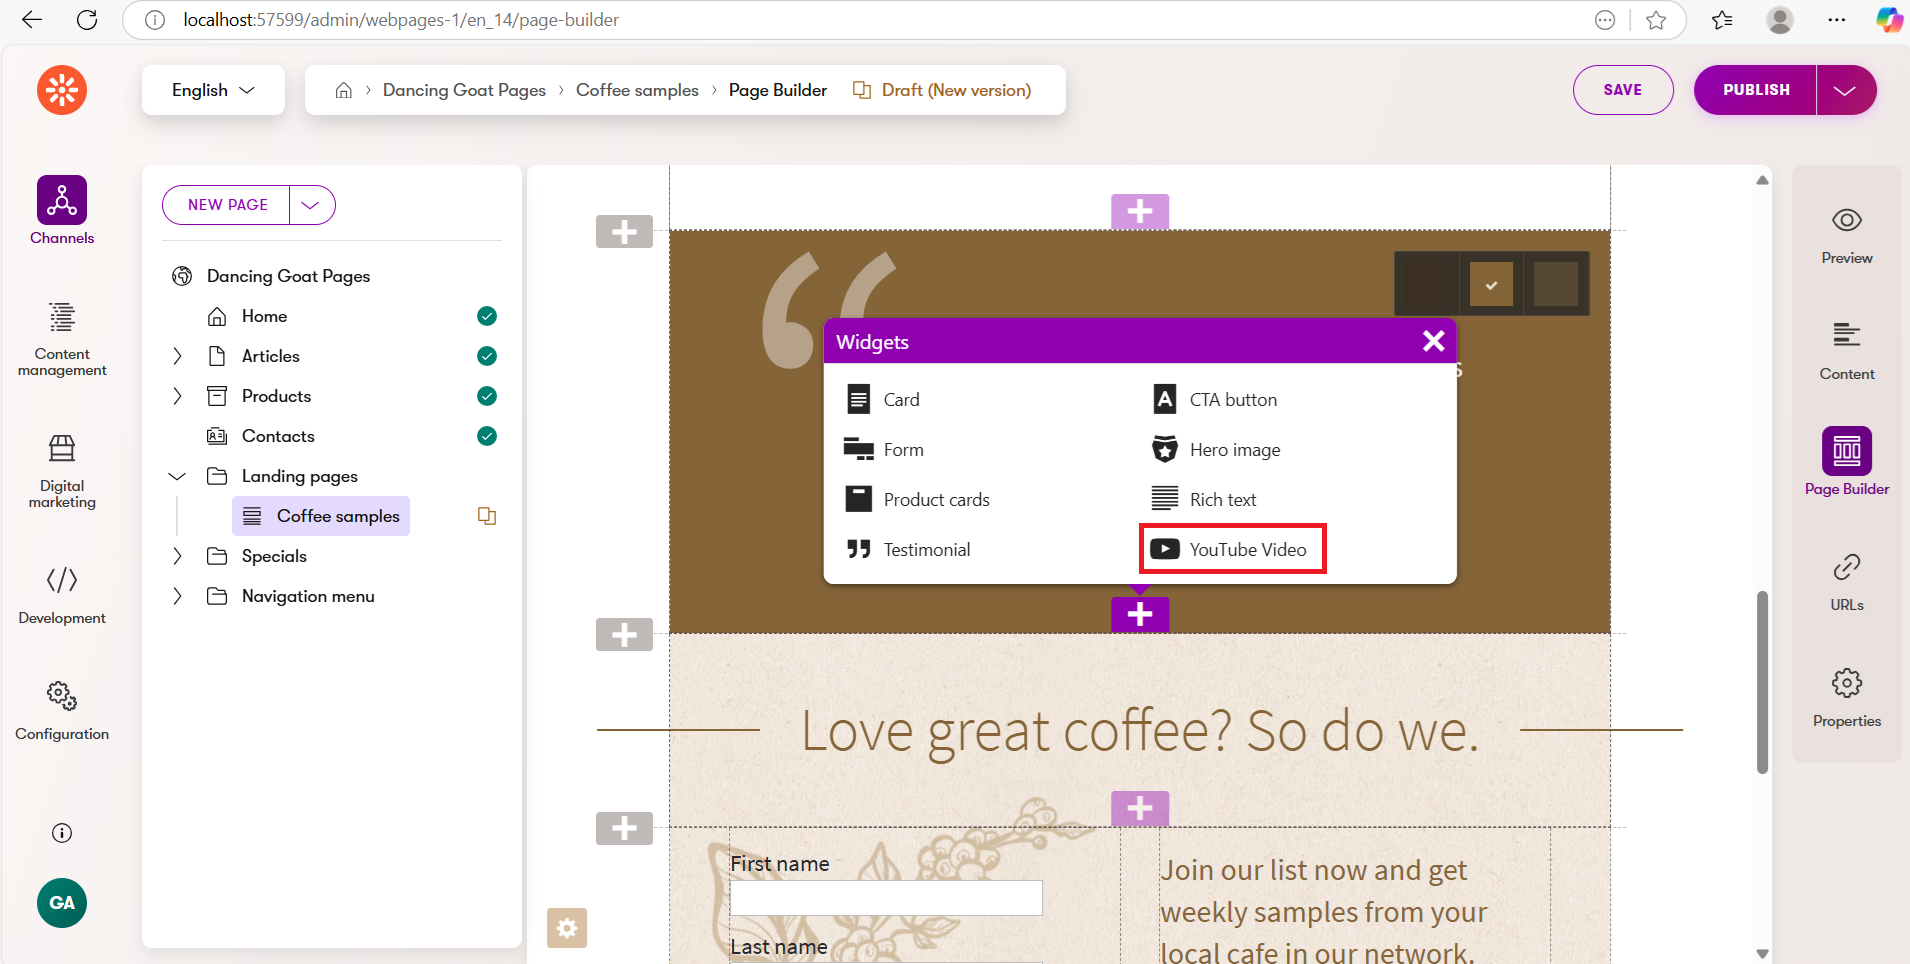 localhost:57599/admin/webpages-1/en_14/page-builder
English
Dancing Goat Pages
Coffee samples
Page Builder
Draft (New version)
SAVE
PUBLISH
Channels
Content
management
Digital
marketing
Development
Configuration
GA
NEW PAGE
Dancing Goat Pages
Home
Articles
Products
Contacts
Landing pages
Coffee samples
Specials
Navigation menu
“
s
Widgets
Card
CTA button
Form
Hero image
Product cards
Rich text
Testimonial
YouTube Video
Love great coffee? So do we.
First name
Last name
Join our list now and get
weekly samples from your
local cafe in our network.
Preview
Content
Page Builder
URLs
Properties